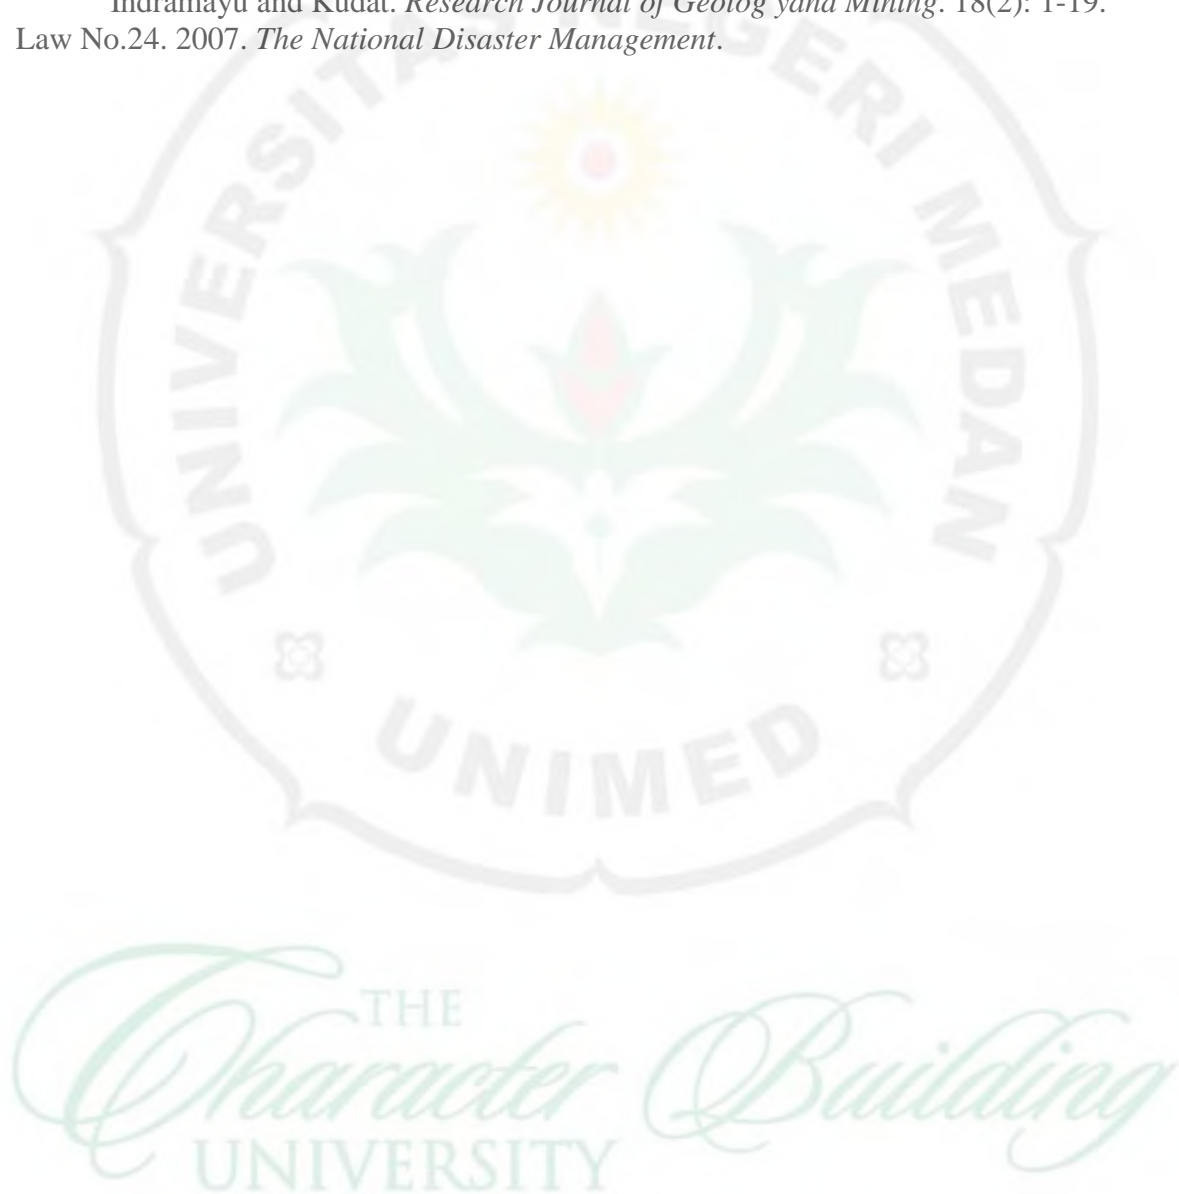 Indramayu and Kudat. Research Journal of Geolog yand Mining. 18(2): 1-19.
Law No.24. 2007. The National Disaster Management.
UNIVERSITAS NEGERI MEDAN
UNIMED
THE
Character Building
UNIVERSITY